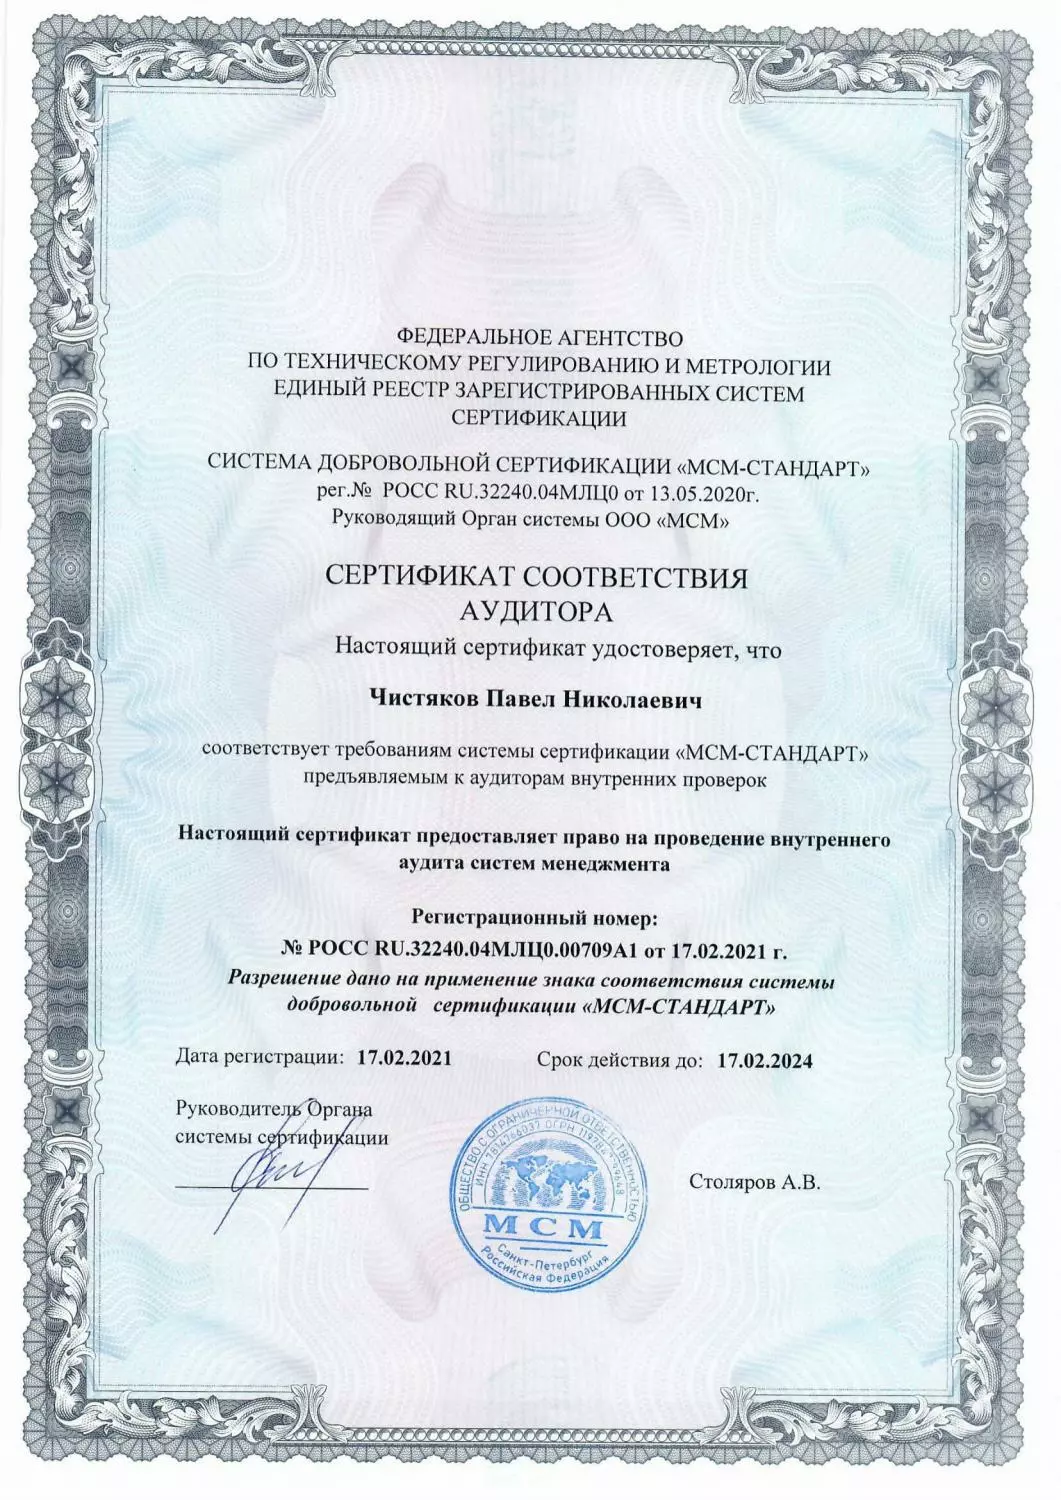 ФЕДЕРАЛЬНОЕ АГЕНТСТВО
ПО ТЕХНИЧЕСКОМУ РЕГУЛИРОВАНИЮ И МЕТРОЛОГИИ
ЕДИНЫЙ РЕЕСТР ЗАРЕГИСТРИРОВАННЫХ СИСТЕМ
СЕРТИФИКАЦИИ
СИСТЕМА ДОБРОВОЛЬНОЙ СЕРТИФИКАЦИИ «МСМ-СТАНДАРТ»
рег.№ РОСС RU.32240.04МЛЦ0 от 13.05.2020г.
Руководящий Орган системы ООО «МСМ»
СЕРТИФИКАТ СООТВЕТСТВИЯ
АУДИТОРА
Настоящий сертификат удостоверяет, что
Чистяков Павел Николаевич
соответствует требованиям системы сертификации «МСМ-СТАНДАРТ»
предъявляемым к аудиторам внутренних проверок
Настоящий сертификат предоставляет право на проведение внутреннего
аудита систем менеджмента
Регистрационный номер:
№ РОСС RU.32240.04МЛЦ0.00709А1 от 17.02.2021 г.
Разрешение дано на применение знака соответствия системы
добровольной сертификации «МСМ-СТАНДАРТ»
Дата регистрации: 17.02.2021 Срок действия до: 17.02.2024
Руководитель Органа
системы сертификации
Столяров А.В.
ОБЩЕСТВО С ОГРАНИЧЕННОЙ ОТВЕТСТВЕННОСТЬЮ
ИНН ОГРН
МСМ
Санкт-Петербург
Российская Федерация